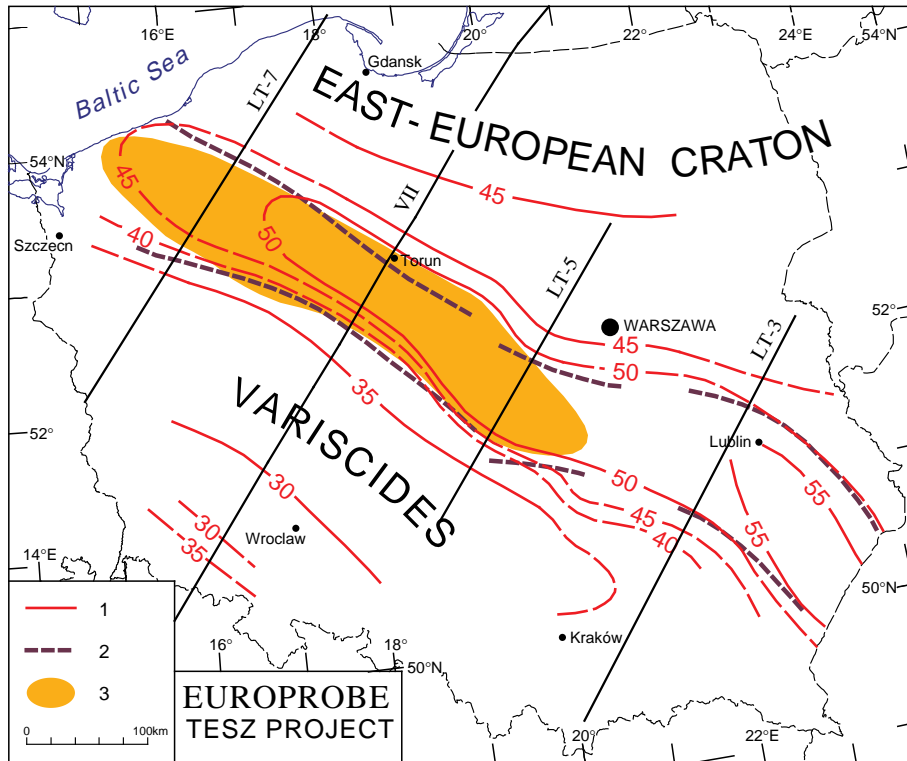 16°E
18°
20°
22°
24°E
54°N
Gdansk
Baltic Sea
LT-7
EAST-EUROPEAN CRATON
54°N
45
45
VII
50
40
Szczecn
Torun
LT-5
52°
WARSZAWA
45
LT-3
50
35
VARISCIDES
52°
Lublin
30
50
55
45
55
40
30
35
Wroclaw
14°E
50°N
1
2
3
0
100km
16°
18°
50°N
Kraków
EUROPROBE
TESZ PROJECT
20°
22°E